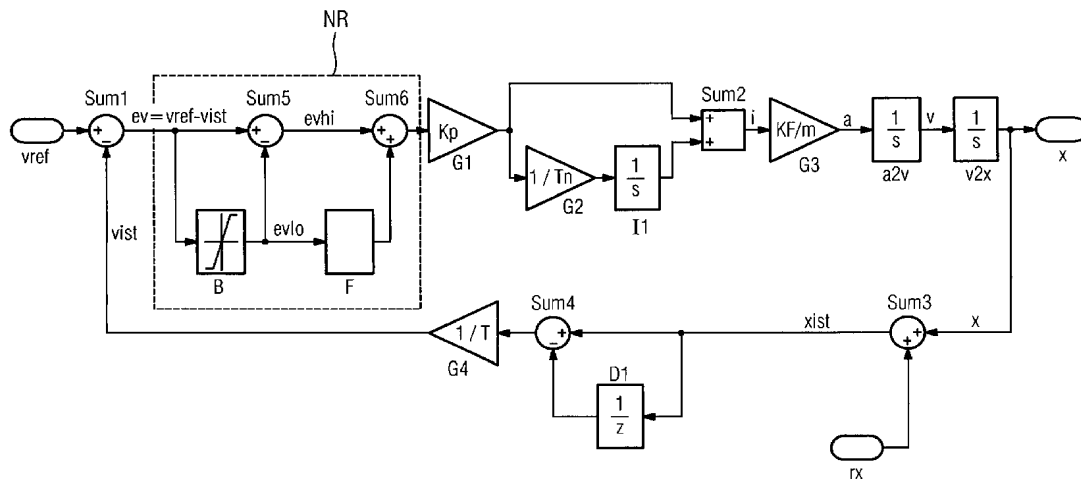 NR
Sum1
Sum5
Sum6
Sum2
ev=vref-vist
evhi
vref
Kp
G1
i
KF/m
G3
a
1/s
a2v
v
1/s
v2x
x
1/Tn
G2
1/s
I1
vist
B
evlo
F
Sum4
Sum3
xist
x
1/T
G4
D1
1/z
rx